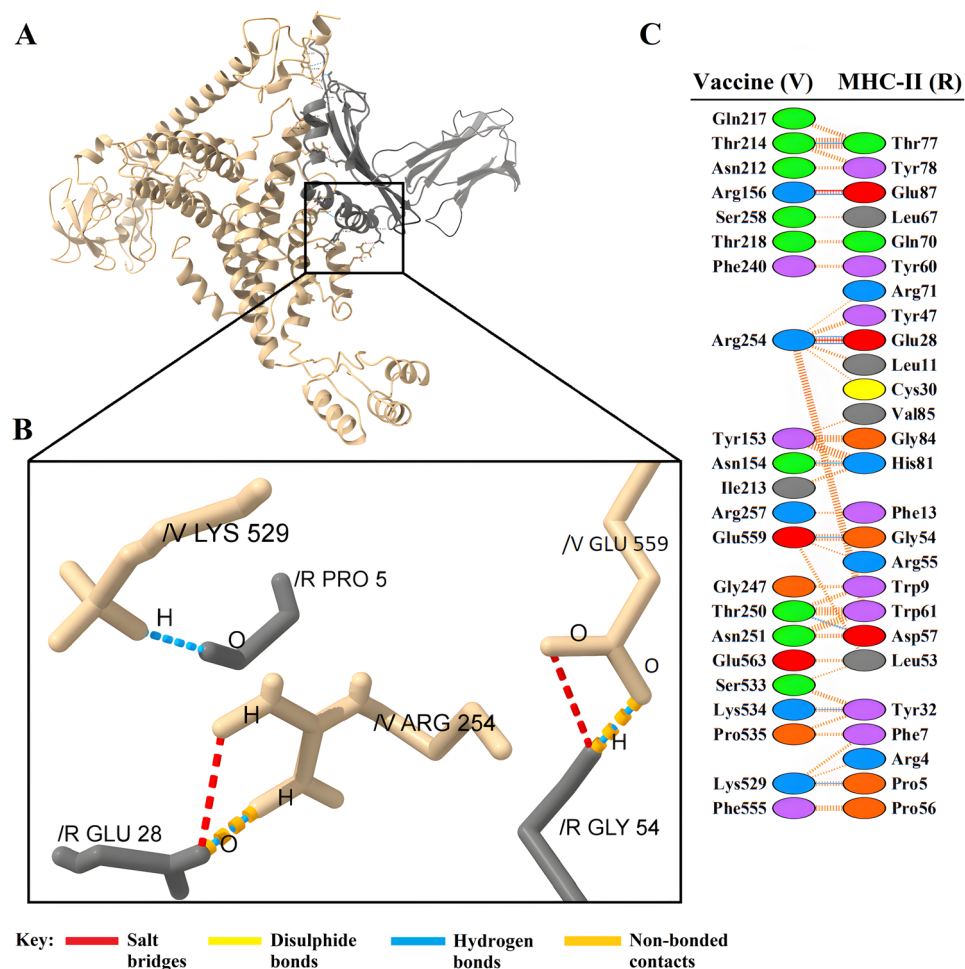 A
B
/V LYS 529
H
/R PRO 5
O
/V GLU 559
O
O
H
/V ARG 254
H
H
/R GLU 28
O
/R GLY 54
Key:
Salt bridges
Disulphide bonds
Hydrogen bonds
Non-bonded contacts
C
Vaccine (V) MHC-II (R)
Gln217
Thr214 Thr77
Asn212 Tyr78
Arg156 Glu87
Ser258 Leu67
Thr218 Gln70
Phe240 Tyr60
Arg71
Tyr47
Arg254 Glu28
Leu11
Cys30
Val85
Tyr153 Gly84
Asn154 His81
Ile213
Arg257 Phe13
Glu559 Gly54
Arg55
Gly247 Trp9
Thr250 Trp61
Asn251 Asp57
Glu563 Leu53
Ser533
Lys534 Tyr32
Pro535 Phe7
Arg4
Lys529 Pro5
Phe555 Pro56